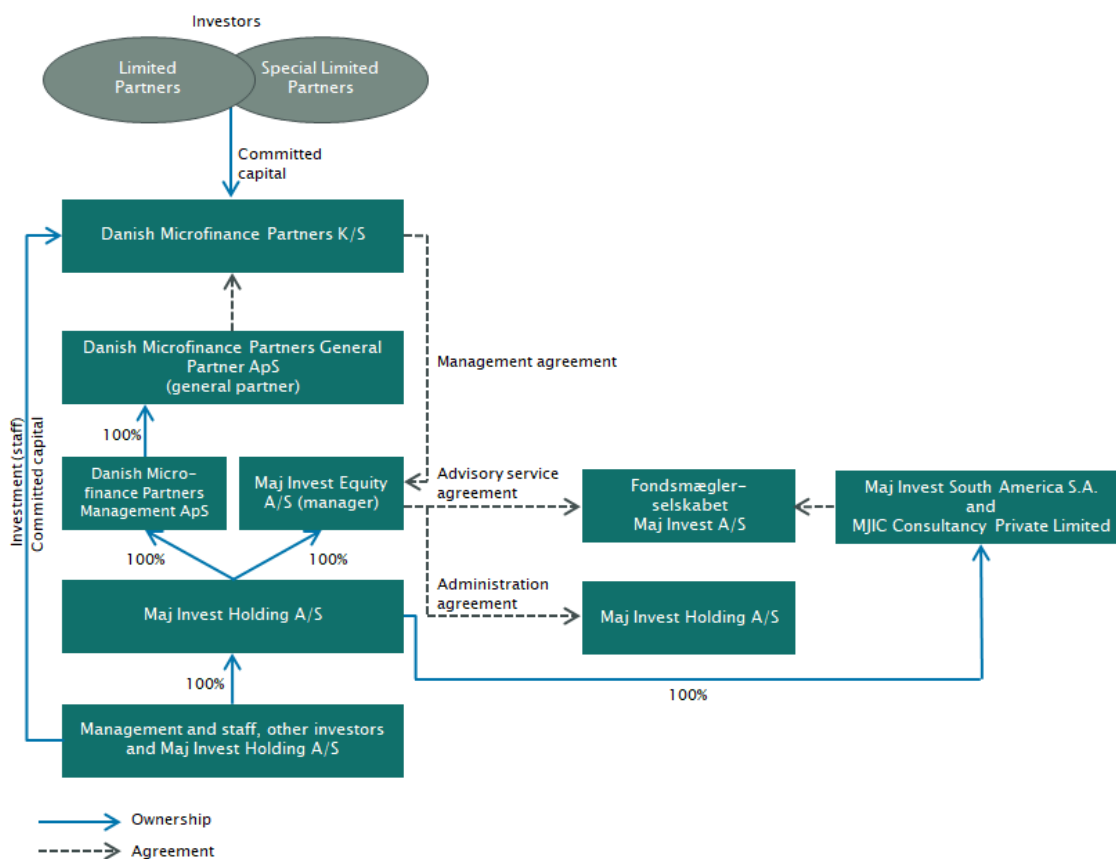 Investors
Limited
Partners
Special Limited
Partners
Committed
capital
Danish Microfinance Partners K/S
Danish Microfinance Partners General
Partner ApS
(general partner)
Management agreement
100%
Investment (staff)
Committed capital
Danish Micro-
finance Partners
Management ApS
Maj Invest Equity
A/S (manager)
Advisory service
agreement
Fondsmægler-
selskabet
Maj Invest A/S
Maj Invest South America S.A.
and
MJIC Consultancy Private Limited
100%
100%
Maj Invest Holding A/S
Administration
agreement
Maj Invest Holding A/S
100%
100%
Management and staff, other investors
and Maj Invest Holding A/S
Ownership
Agreement